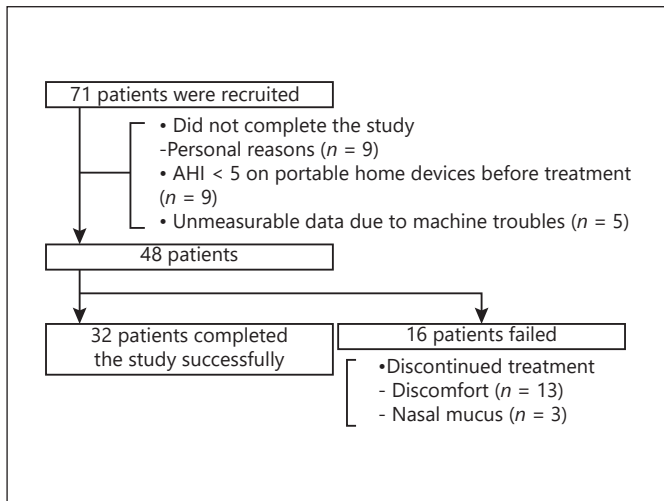 71 patients were recruited
• Did not complete the study
-Personal reasons (n = 9)
• AHI < 5 on portable home devices before treatment
(n = 9)
• Unmeasurable data due to machine troubles (n = 5)
48 patients
32 patients completed
the study successfully
16 patients failed
•Discontinued treatment
- Discomfort (n = 13)
- Nasal mucus (n = 3)